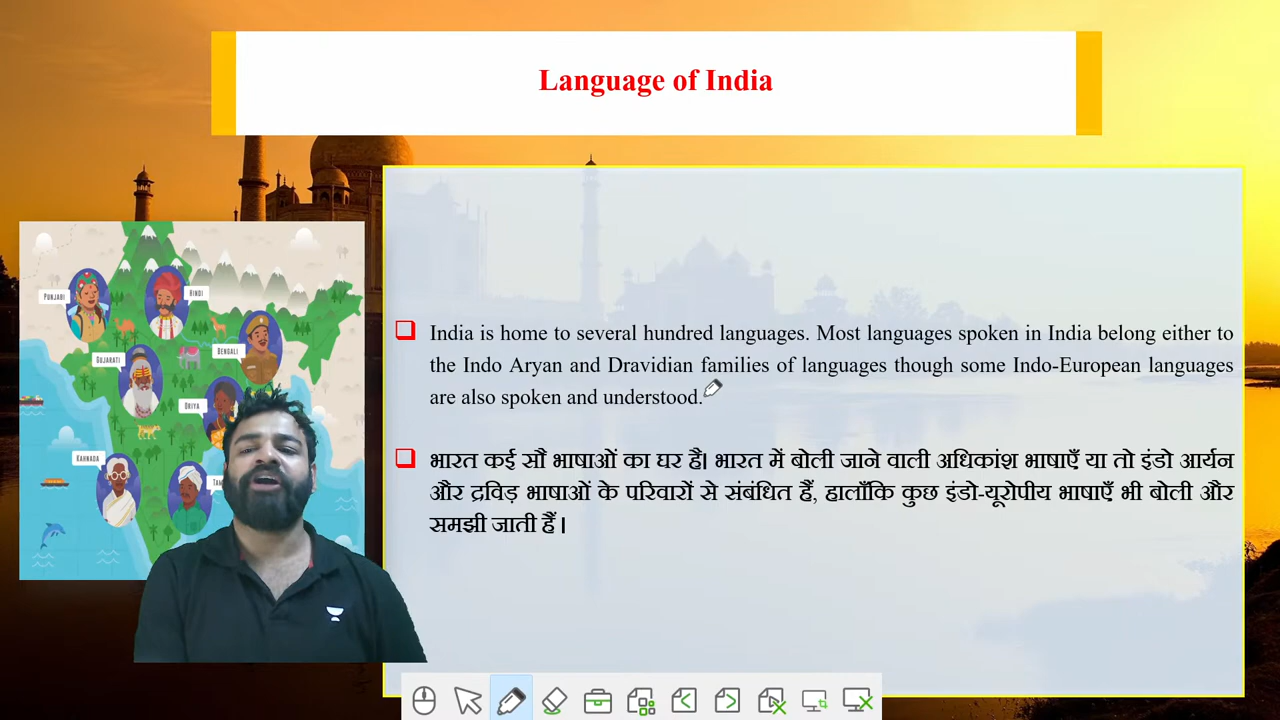 Language of India
PUNJABI
HINDI
GUJARATI
BENGALI
ORIYA
KANNADA
India is home to several hundred languages. Most languages spoken in India belong either to
the Indo Aryan and Dravidian families of languages though some Indo-European languages
are also spoken and understood.
भारत कई सौ भाषाओं का घर है। भारत में बोली जाने वाली अधिकांश भाषाएँ या तो इंडो आर्यन
और द्रविड़ भाषाओं के परिवारों से संबंधित हैं, हालाँकि कुछ इंडो-यूरोपीय भाषाएँ भी बोली और
समझी जाती हैं।